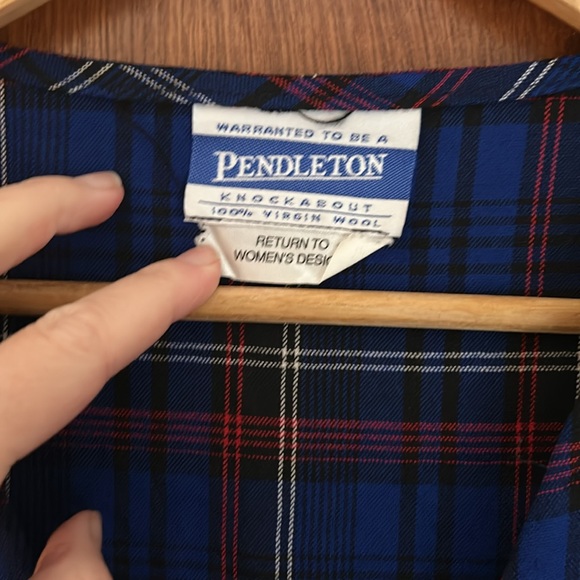 WARRANTED TO BE A
PENDLETON
KNOCKABOUT
100% VIRGIN WOOL
RETURN TO
WOMEN'S